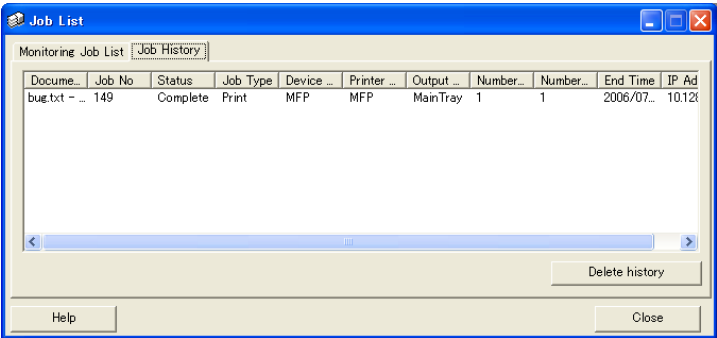 Job List
Monitoring Job List Job History
Docume... Job No Status Job Type Device ... Printer ... Output ... Number... Number... End Time IP Ad
bug.txt - ... 149 Complete Print MFP MFP MainTray 1 1 2006/07... 10.126
Delete history
Help Close